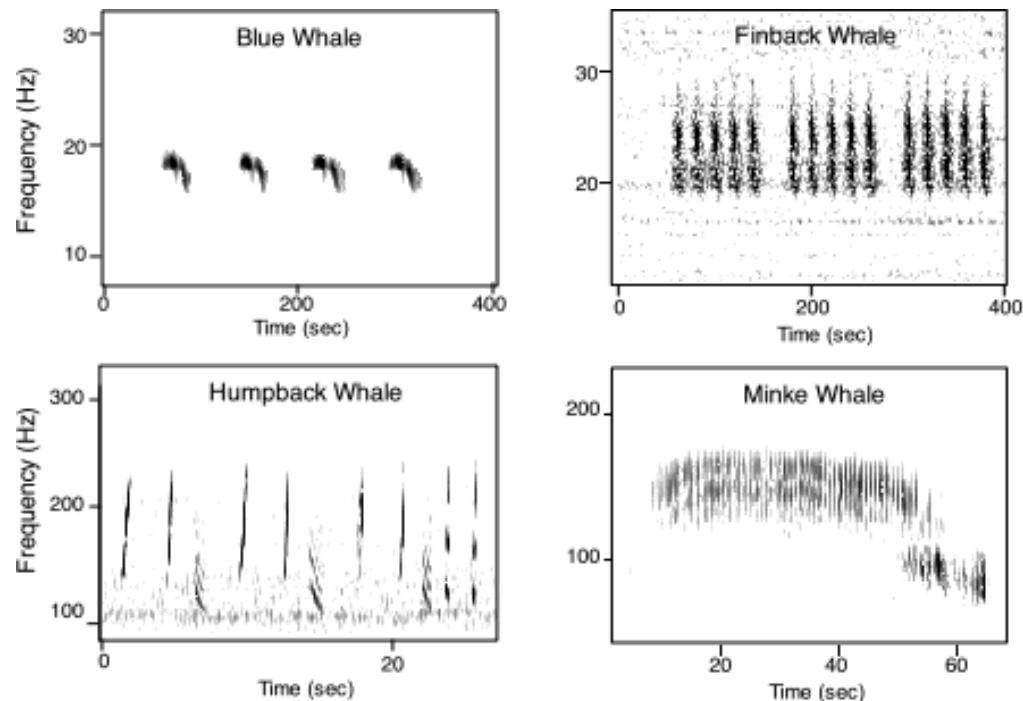 Blue Whale
Frequency (Hz)
30
20
10
0
200
400
Time (sec)
Finback Whale
30
20
0
200
400
Time (sec)
Humpback Whale
Frequency (Hz)
300
200
100
0
20
Time (sec)
Minke Whale
200
100
20
40
60
Time (sec)